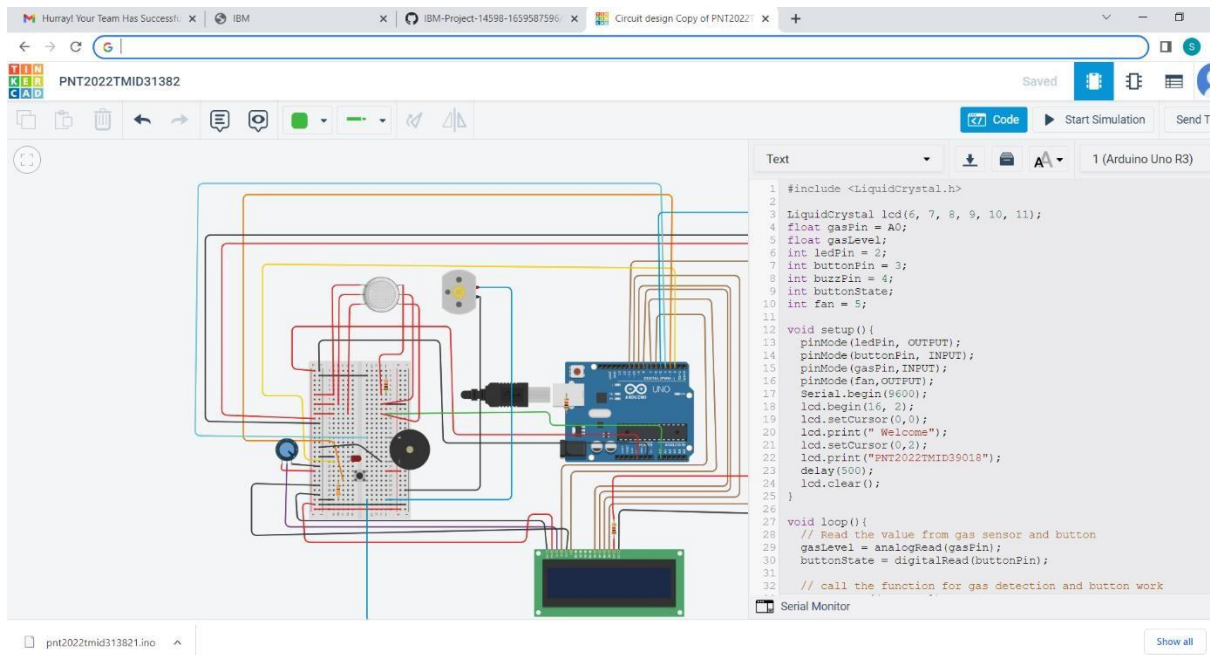 Hurray! Your Team Has Successfu
IBM
IBM-Project-14598-1659587596/
Circuit design Copy of PNT2022T
G
S
TIN
KER
CAD
PNT2022TMID31382
Saved
Code
Start Simulation
Send T
Text
1 (Arduino Uno R3)
1 #include <LiquidCrystal.h>
2
3 LiquidCrystal lcd(6, 7, 8, 9, 10, 11);
4 float gasPin = A0;
5 float gasLevel;
6 int ledPin = 2;
7 int buttonPin = 3;
8 int buzzPin = 4;
9 int buttonState;
10 int fan = 5;
11
12 void setup(){
13 pinMode(ledPin, OUTPUT);
14 pinMode(buttonPin, INPUT);
15 pinMode(gasPin,INPUT);
16 pinMode(fan,OUTPUT);
17 Serial.begin(9600);
18 lcd.begin(16, 2);
19 lcd.setCursor(0,0);
20 lcd.print(" Welcome");
21 lcd.setCursor(0,2);
22 lcd.print("PNT2022TMID39018");
23 delay(500);
24 lcd.clear();
25 }
26
27 void loop(){
28 // Read the value from gas sensor and button
29 gasLevel = analogRead(gasPin);
30 buttonState = digitalRead(buttonPin);
31
32 // call the function for gas detection and button work
Serial Monitor
UNO
ARDUINO
pnt2022tmid313821.ino
Show all